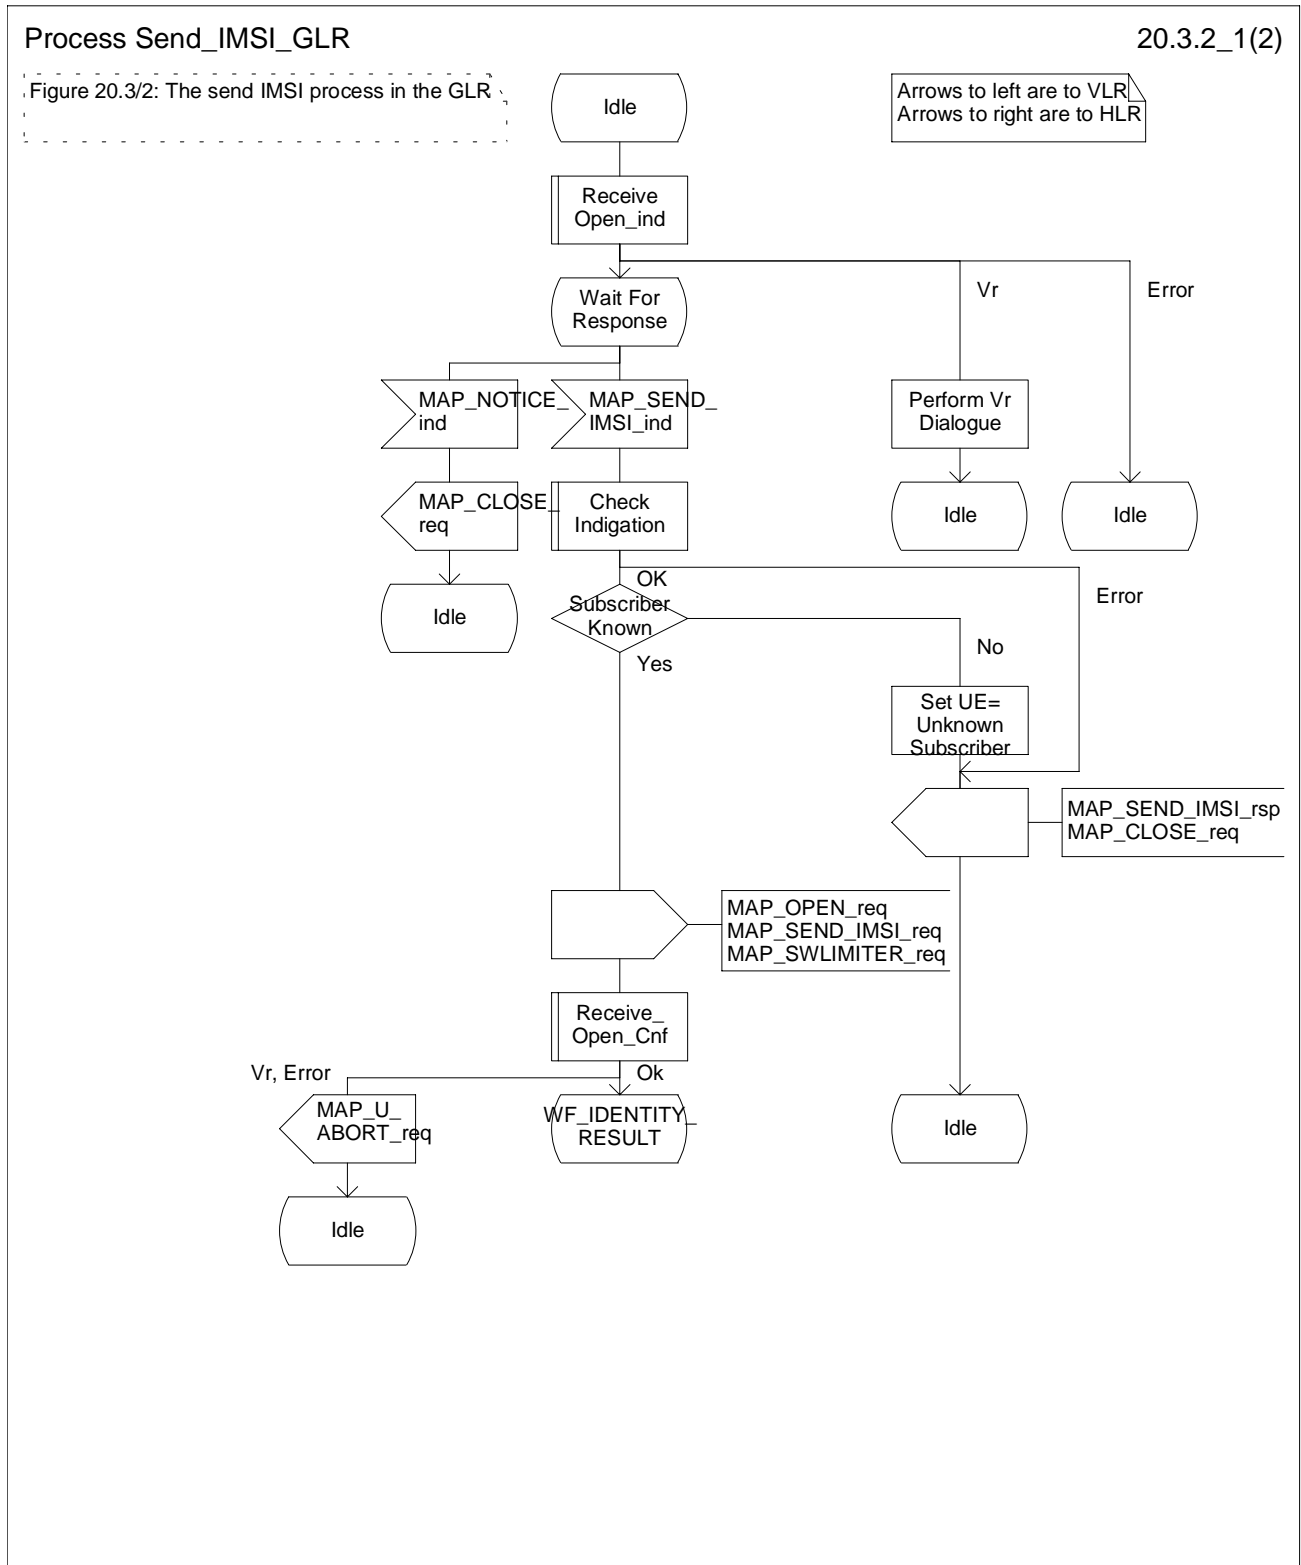 Process Send_IMSI_GLR
20.3.2_1(2)
Figure 20.3/2: The send IMSI process in the GLR
Idle
Arrows to left are to VLR
Arrows to right are to HLR
Receive
Open_ind
Vr
Error
Wait For
Response
MAP_NOTICE_
ind
MAP_SEND_
IMSI_ind
Perform Vr
Dialogue
MAP_CLOSE_
req
Check
Indigation
Idle
Idle
OK
Error
Idle
Subscriber
Known
No
Yes
Set UE=
Unknown
Subscriber
MAP_SEND_IMSI_rsp
MAP_CLOSE_req
MAP_OPEN_req
MAP_SEND_IMSI_req
MAP_SWLIMITER_req
Receive_
Open_Cnf
Vr, Error
Ok
MAP_U_
ABORT_req
WF_IDENTITY_
RESULT
Idle
Idle